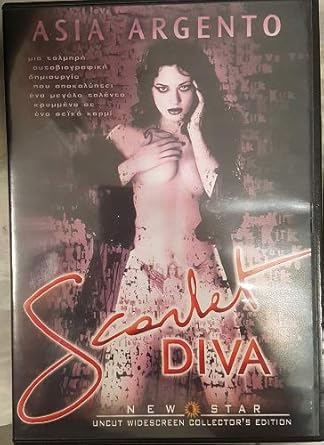 ASIA ARGENTO
μια τολμηρή
αυτοβιογραφική
δημιουργία
που αποκαλύπτει
ένα μεγάλο ταλέντο
κρυμμένο σε
ένα θεϊκό κορμί
Scarlet
DIVA
NEW STAR
UNCUT WIDESCREEN COLLECTOR'S EDITION